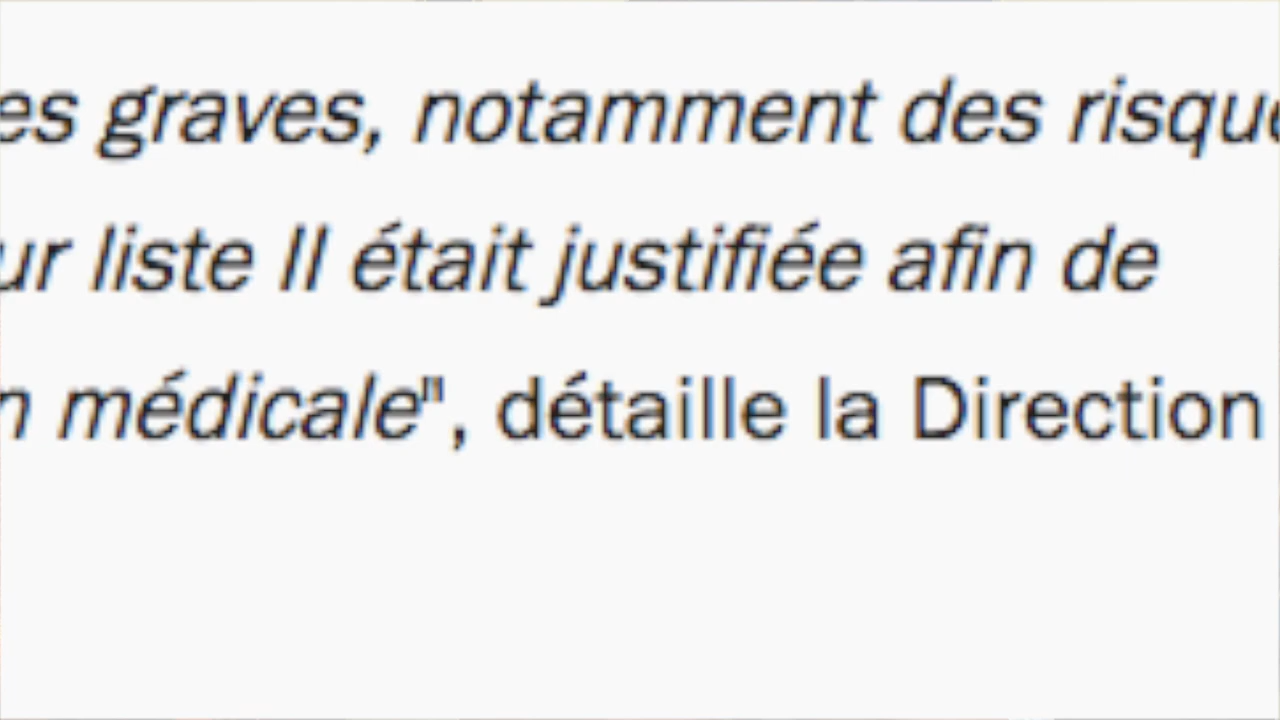 es graves, notamment des risque
ur liste II était justifiée afin de
n médicale", détaille la Direction